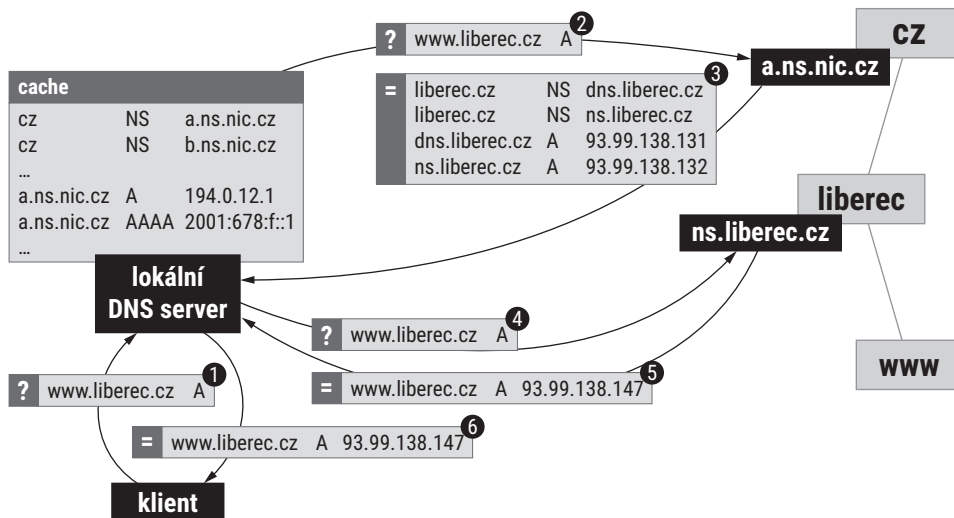 ? www.liberec.cz A 2
cz
a.ns.nic.cz
cache
cz NS a.ns.nic.cz
cz NS b.ns.nic.cz
…
a.ns.nic.cz A 194.0.12.1
a.ns.nic.cz AAAA 2001:678:f::1
…
= 3
liberec.cz NS dns.liberec.cz
liberec.cz NS ns.liberec.cz
dns.liberec.cz A 93.99.138.131
ns.liberec.cz A 93.99.138.132
liberec
ns.liberec.cz
lokální
DNS server
? www.liberec.cz A 4
www
? www.liberec.cz A 1
= www.liberec.cz A 93.99.138.147 5
= www.liberec.cz A 93.99.138.147 6
klient